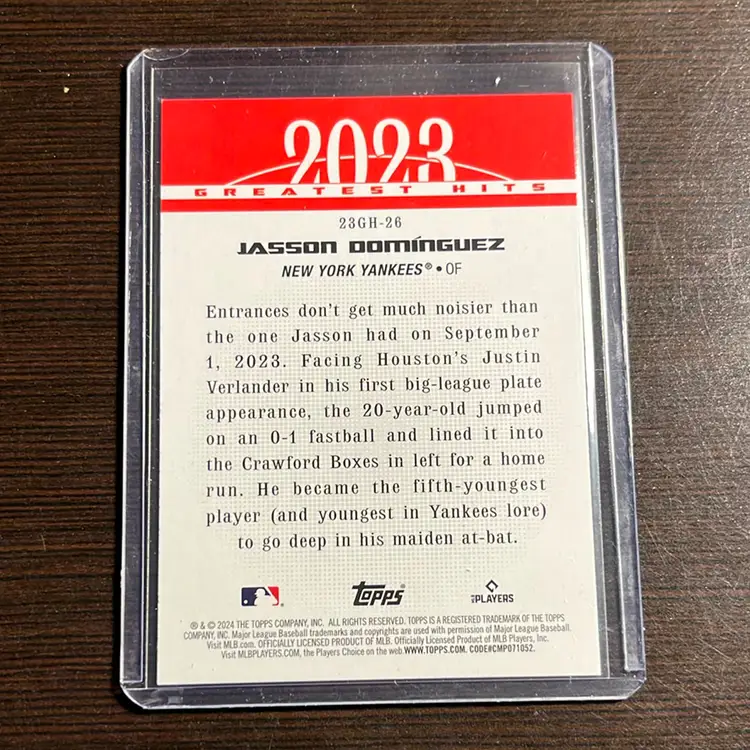 2023
GREATEST HITS
23GH-26
JASSON DOMÍNGUEZ
NEW YORK YANKEES® • OF
Entrances don't get much noisier than
the one Jasson had on September
1, 2023. Facing Houston's Justin
Verlander in his first big-league plate
appearance, the 20-year-old jumped
on an 0-1 fastball and lined it into
the Crawford Boxes in left for a home
run. He became the fifth-youngest
player (and youngest in Yankees lore)
to go deep in his maiden at-bat.
Topps®
PLAYERS
® & © 2024 THE TOPPS COMPANY, INC. ALL RIGHTS RESERVED. TOPPS IS A REGISTERED TRADEMARK OF THE TOPPS
COMPANY, INC. Major League Baseball trademarks and copyrights are used with permission of Major League Baseball.
Visit MLB.com. OFFICIALLY LICENSED PRODUCT OF MLB. Officially Licensed Product of MLB Players, Inc.
Visit MLBPLAYERS.COM, the Players Choice on the web. WWW.TOPPS.COM. CODE#CMP071052.